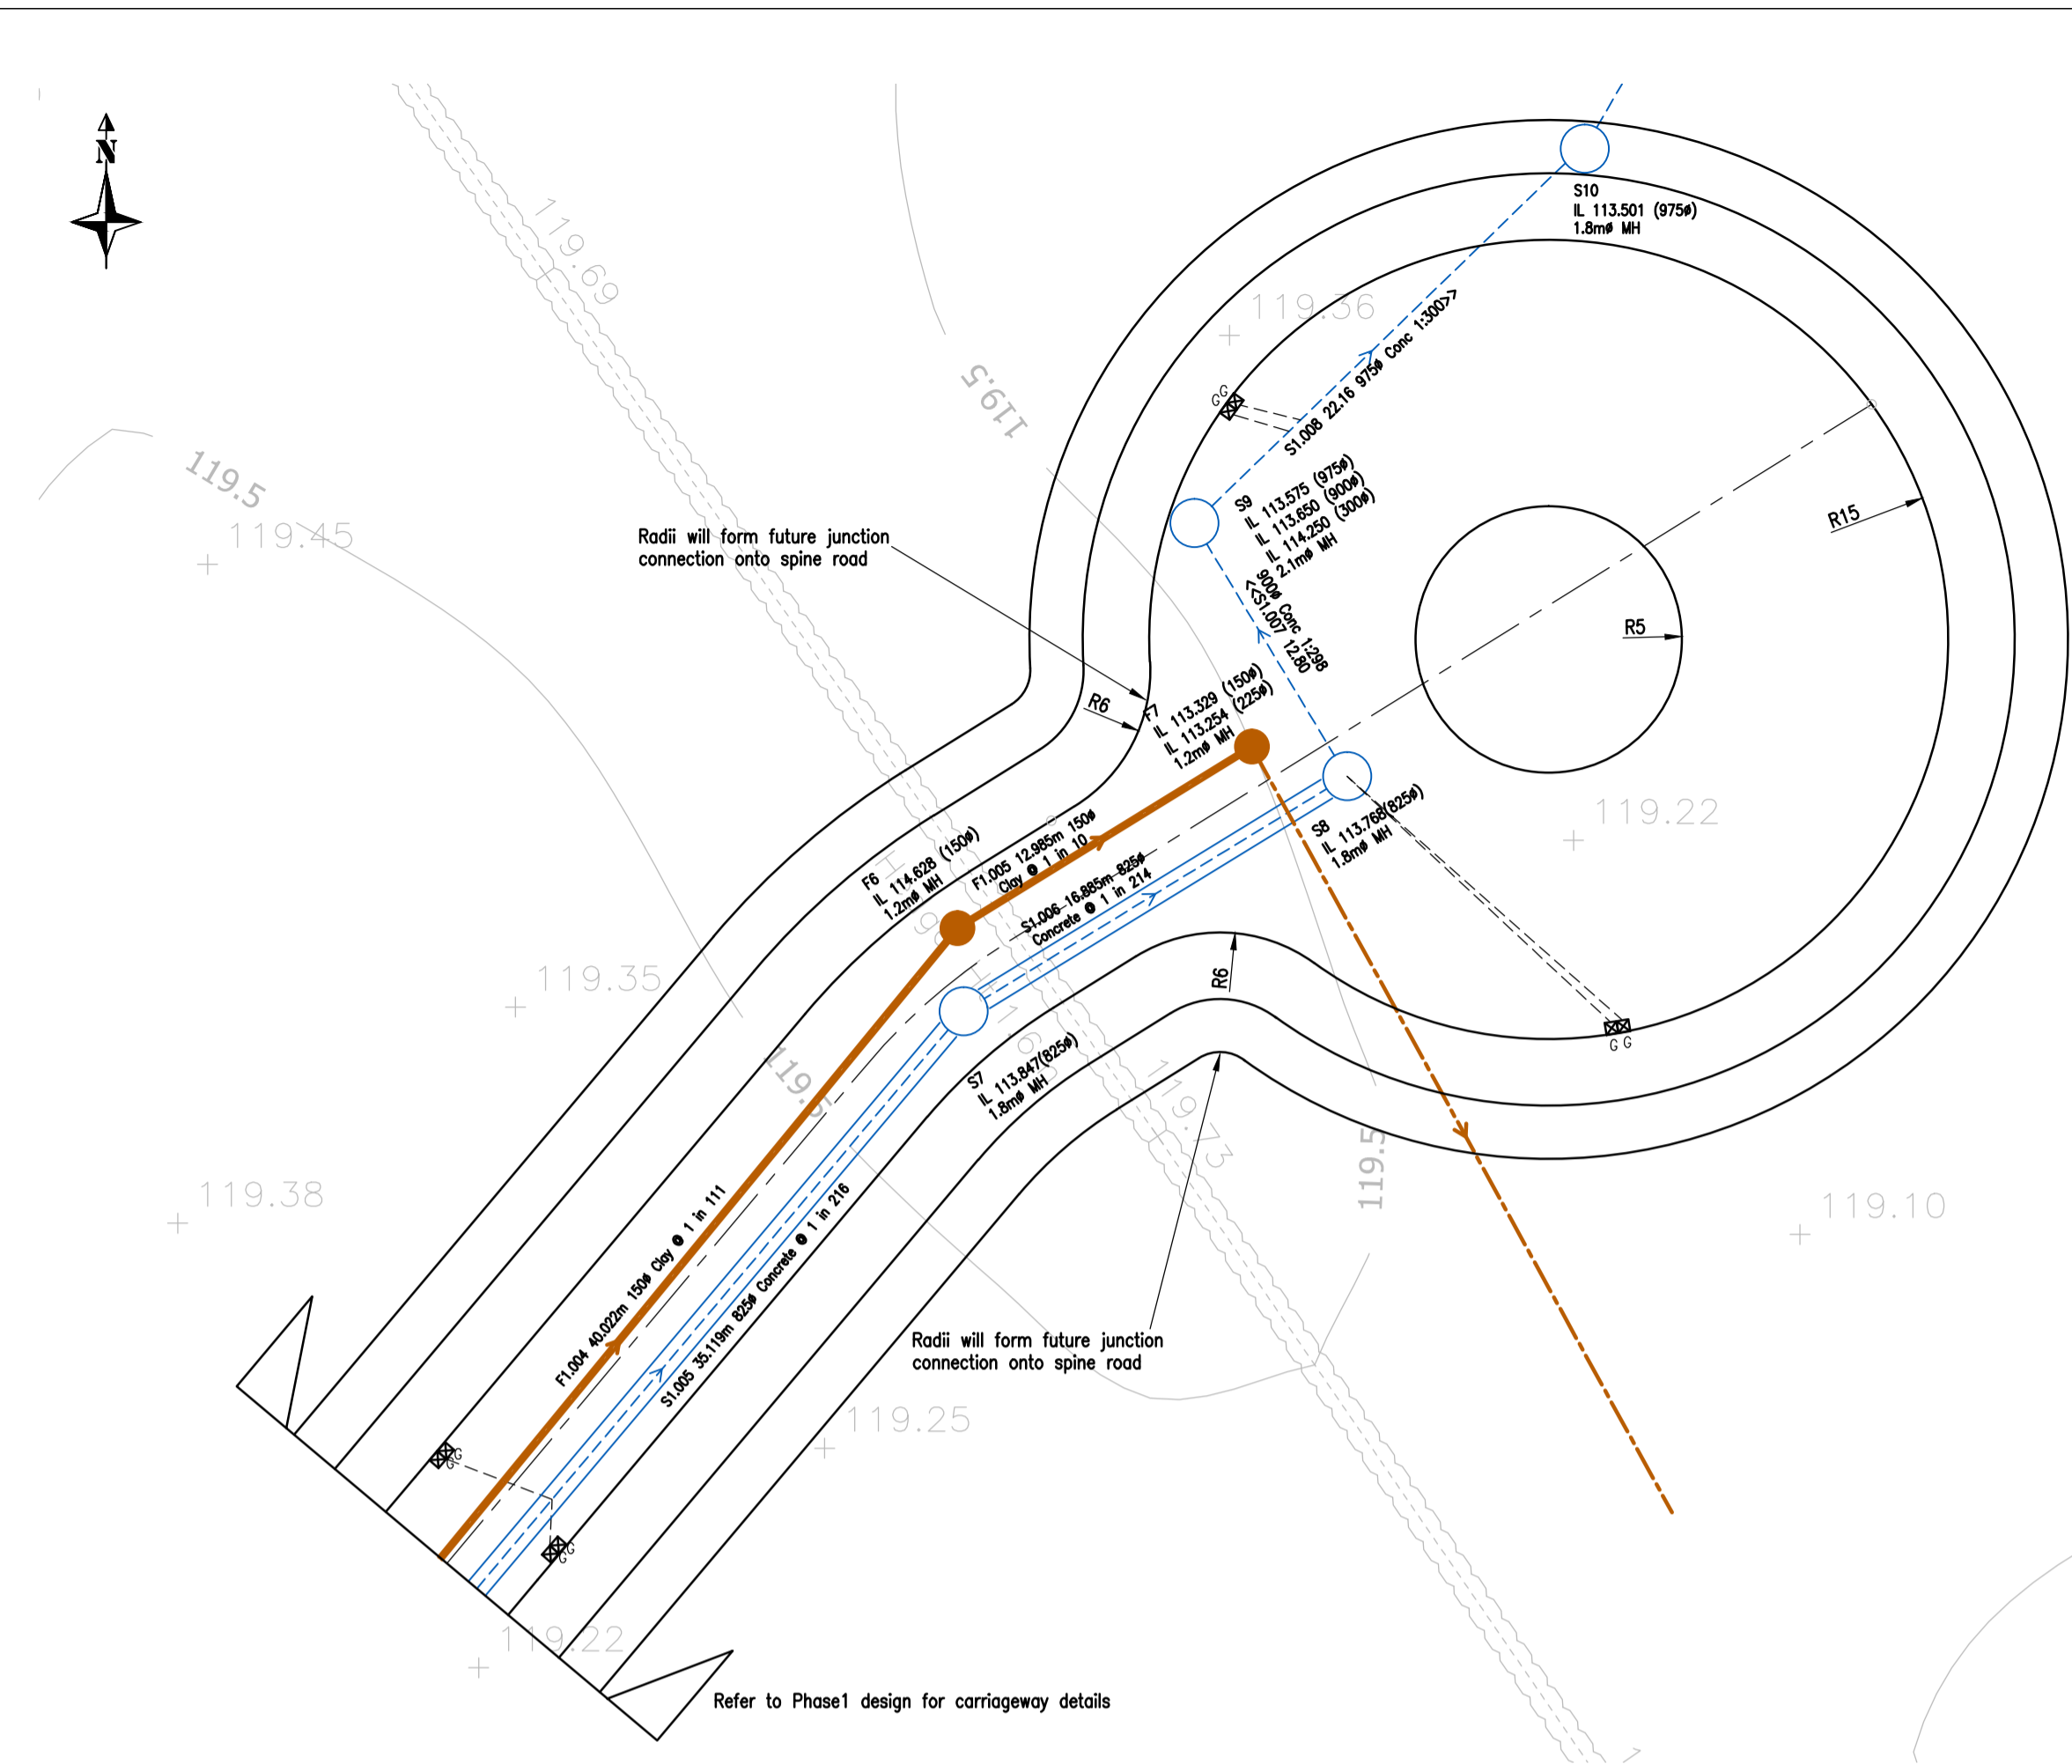 N
119.69
119.5
119.45
119.5
119.36
S10
IL 113.501 (975ø)
1.8mø MH
G
G
S1.008 22.16 975ø Conc 1:300>>
S9
IL 113.575 (975ø)
IL 113.650 (900ø)
IL 114.250 (300ø)
2.1mø MH
900ø Conc 1:298
<<S1.007 12.80
R15
R5
Radii will form future junction
connection onto spine road
R6
F7
IL 113.329 (150ø)
IL 113.254 (225ø)
1.2mø MH
F6
IL 114.628 (150ø)
1.2mø MH
F1.005 12.985m 150ø
Clay @ 1 in 10
S1.006 16.885m 825ø
Concrete @ 1 in 214
S8
IL 113.768(825ø)
1.8mø MH
119.22
R6
G G
119.35
S7
IL 113.847(825ø)
1.8mø MH
119.5
119.73
119.5
119.38
119.10
F1.004 40.022m 150ø Clay @ 1 in 111
S1.005 35.119m 825ø Concrete @ 1 in 216
Radii will form future junction
connection onto spine road
119.25
G
G
G
G
119.22
Refer to Phase1 design for carriageway details